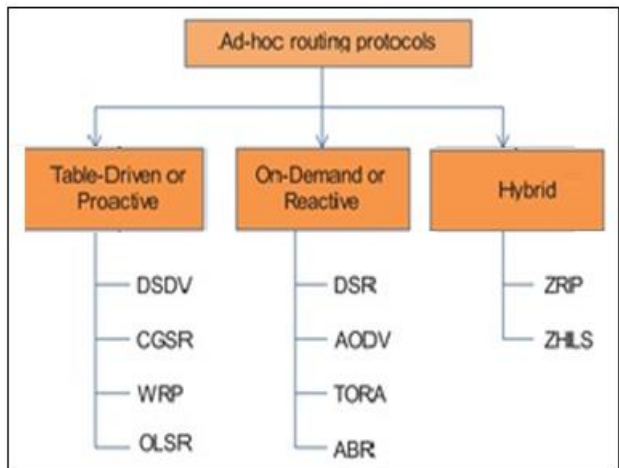 Ad-hoc routing protocols
Table-Driven or
Proactive
On-Demand or
Reactive
Hybrid
DSDV
CGSR
WRP
OLSR
DSR
AODV
TORA
ABR
ZRP
ZHLS